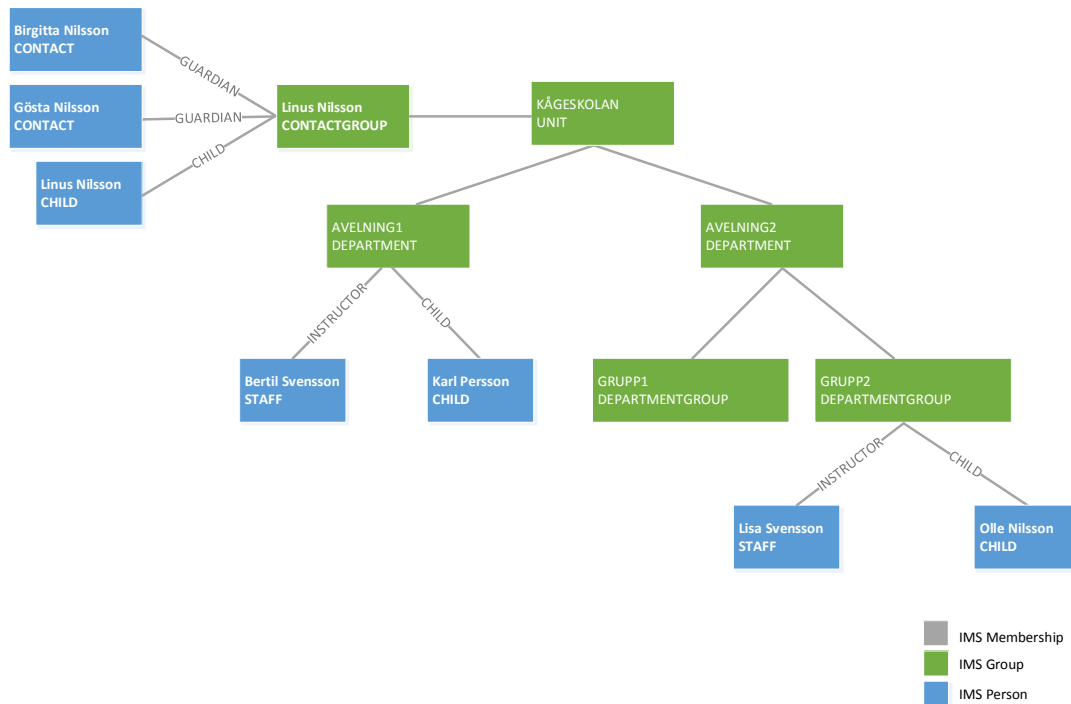 Birgitta Nilsson
CONTACT
GUARDIAN
Gösta Nilsson
CONTACT
GUARDIAN
Linus Nilsson
CONTACTGROUP
KÅGESKOLAN
UNIT
Linus Nilsson
CHILD
CHILD
AVELNING1
DEPARTMENT
AVELNING2
DEPARTMENT
INSTRUCTOR
CHILD
Bertil Svensson
STAFF
Karl Persson
CHILD
GRUPP1
DEPARTMENTGROUP
GRUPP2
DEPARTMENTGROUP
INSTRUCTOR
CHILD
Lisa Svensson
STAFF
Olle Nilsson
CHILD
IMS Membership
IMS Group
IMS Person